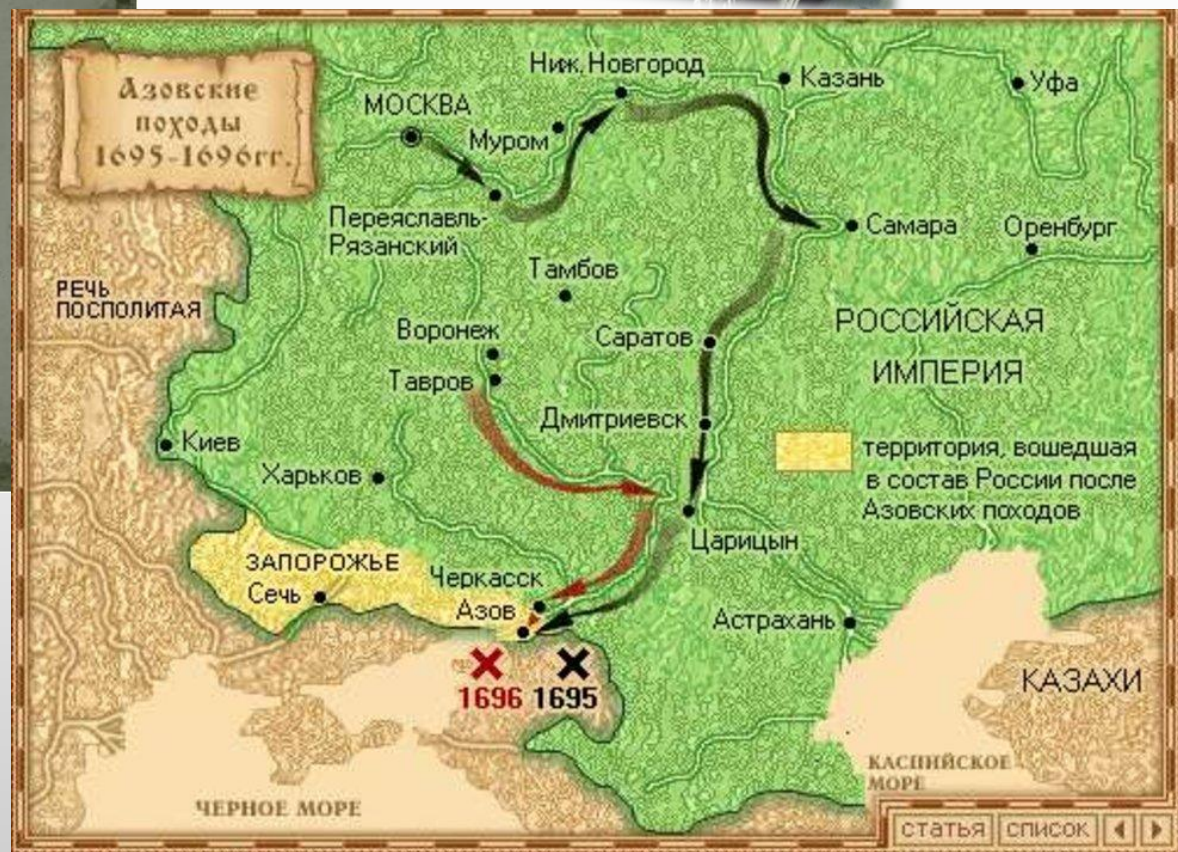 Азовские
походы
1695-1696гг.
Ниж. Новгород
Казань
Уфа
МОСКВА
Муром
Переяславль-
Рязанский
Самара
Оренбург
Тамбов
РЕЧЬ
ПОСПОЛИТАЯ
Воронеж
Саратов
РОССИЙСКАЯ
ИМПЕРИЯ
Тавров
Дмитриевск
Киев
территория, вошедшая
в состав России после
Азовских походов
Харьков
Царицын
ЗАПОРОЖЬЕ
Сечь
Черкасск
Азов
Астрахань
1696 1695
КАЗАХИ
КАСПИЙСКОЕ
МОРЕ
ЧЕРНОЕ МОРЕ
статья список